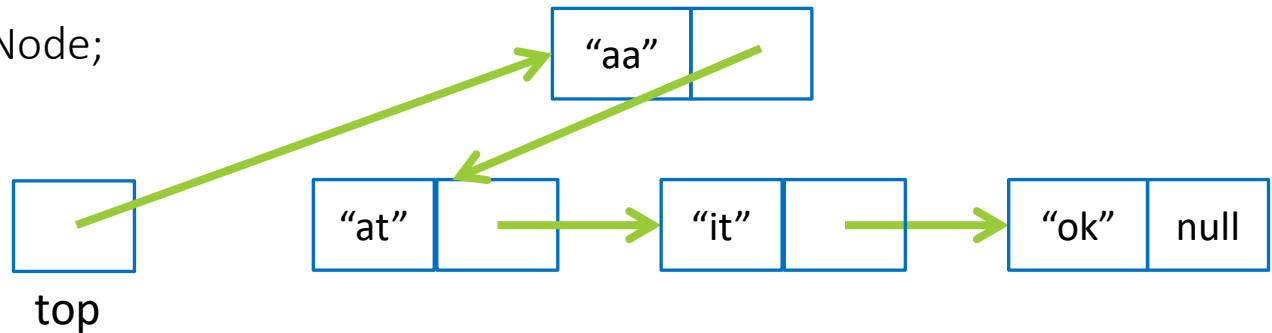 Node;
“aa”
“at” “it” “ok” null
top